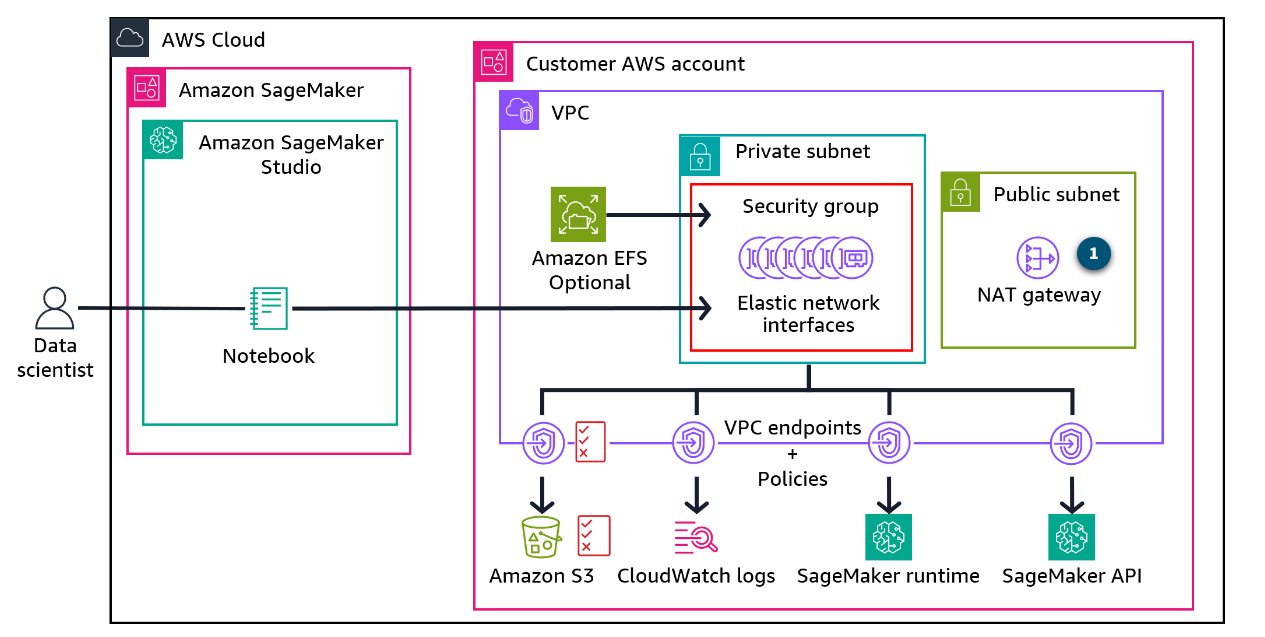 AWS Cloud
Customer AWS account
Amazon SageMaker
VPC
Amazon SageMaker
Studio
Private subnet
Public subnet
Security group
Amazon EFS
Optional
1
NAT gateway
Elastic network
interfaces
Data
scientist
Notebook
VPC endpoints
+
Policies
Amazon S3
CloudWatch logs
SageMaker runtime
SageMaker API